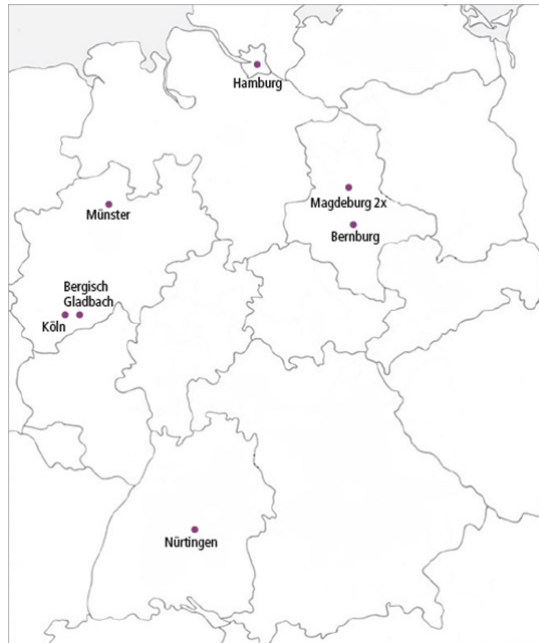 Hamburg
Magdeburg 2x
Münster
Bernburg
Bergisch
Gladbach
Köln
Nürtingen